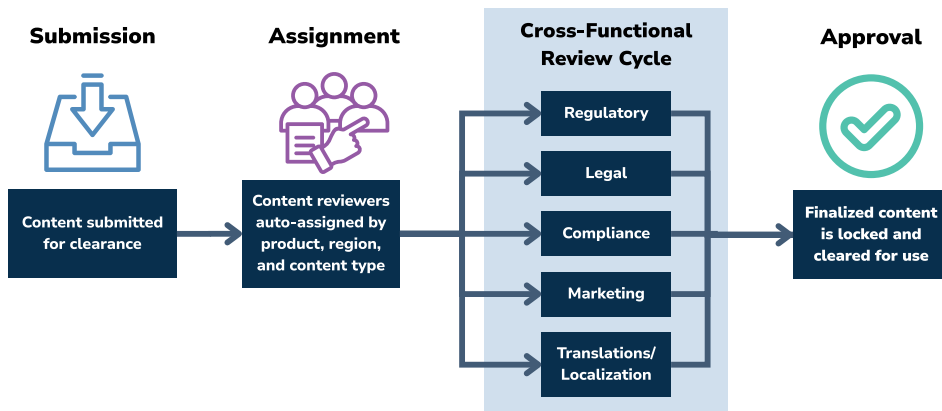 Submission
Content submitted
for clearance
Assignment
Content reviewers
auto-assigned by
product, region,
and content type
Cross-Functional
Review Cycle
Regulatory
Legal
Compliance
Marketing
Translations/
Localization
Approval
Finalized content
is locked and
cleared for use